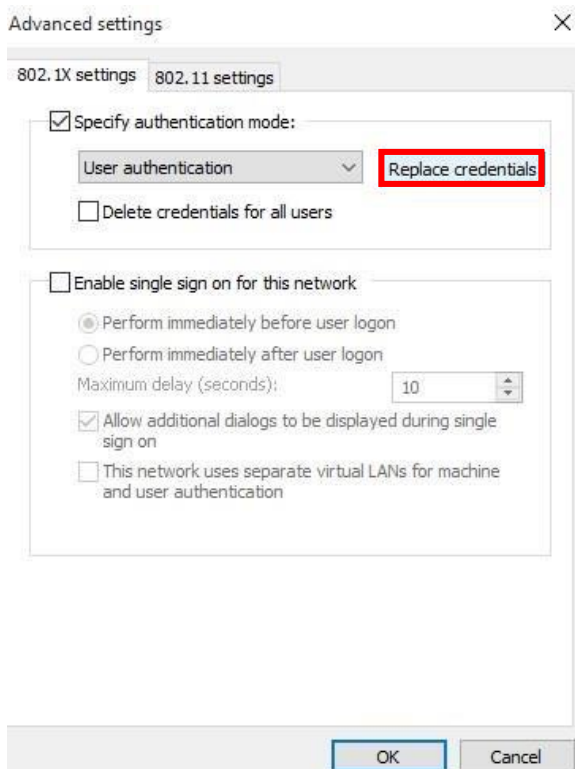 Advanced settings
802.1X settings
802.11 settings
Specify authentication mode:
User authentication
Replace credentials
Delete credentials for all users
Enable single sign on for this network
Perform immediately before user logon
Perform immediately after user logon
Maximum delay (seconds):
10
Allow additional dialogs to be displayed during single
sign on
This network uses separate virtual LANs for machine
and user authentication
OK
Cancel